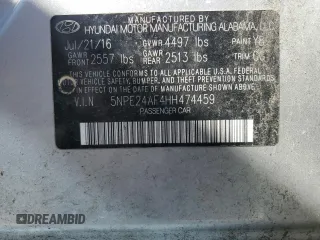 MANUFACTURED BY
HYUNDAI MOTOR MANUFACTURING ALABAMA, LLC
Jul/21/16 GVWR 4497 lbs PAINT
GAWR FRONT 2557 lbs GAWR REAR 2513 lbs TRIM
THIS VEHICLE CONFORMS TO ALL APPLICABLE U.S. FEDERAL
MOTOR VEHICLE SAFETY, BUMPER, AND THEFT PREVENTION
STANDARDS IN EFFECT ON THE DATE OF MANUFACTURE SHOWN ABOVE.
V.I.N. 5NPE24AF4HH474459
PASSENGER CAR
DREAMBID